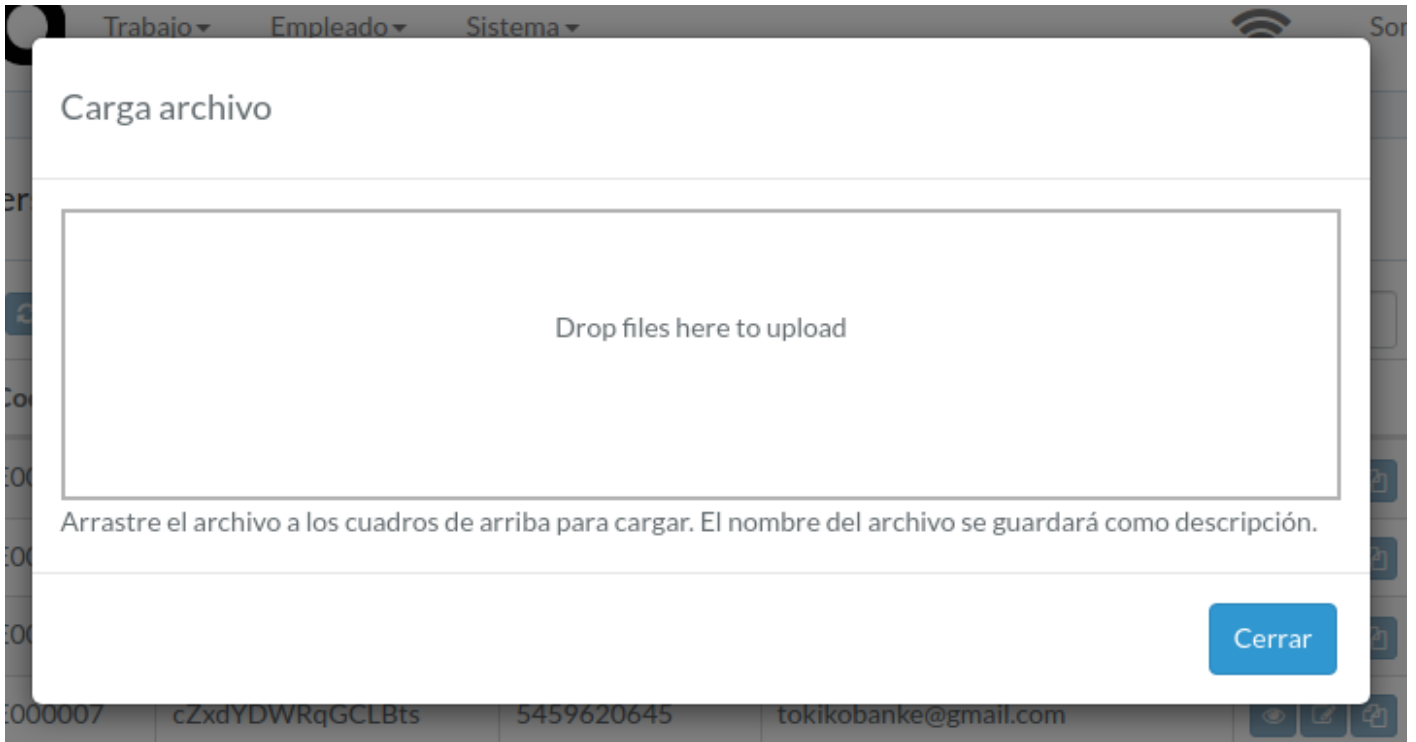 Trabajo Empleado Sistema
Carga archivo
Drop files here to upload
Arrastre el archivo a los cuadros de arriba para cargar. El nombre del archivo se guardará como descripción.
Cerrar
E000007 cZxdYDWRqGCLBts 5459620645 tokikobanke@gmail.com